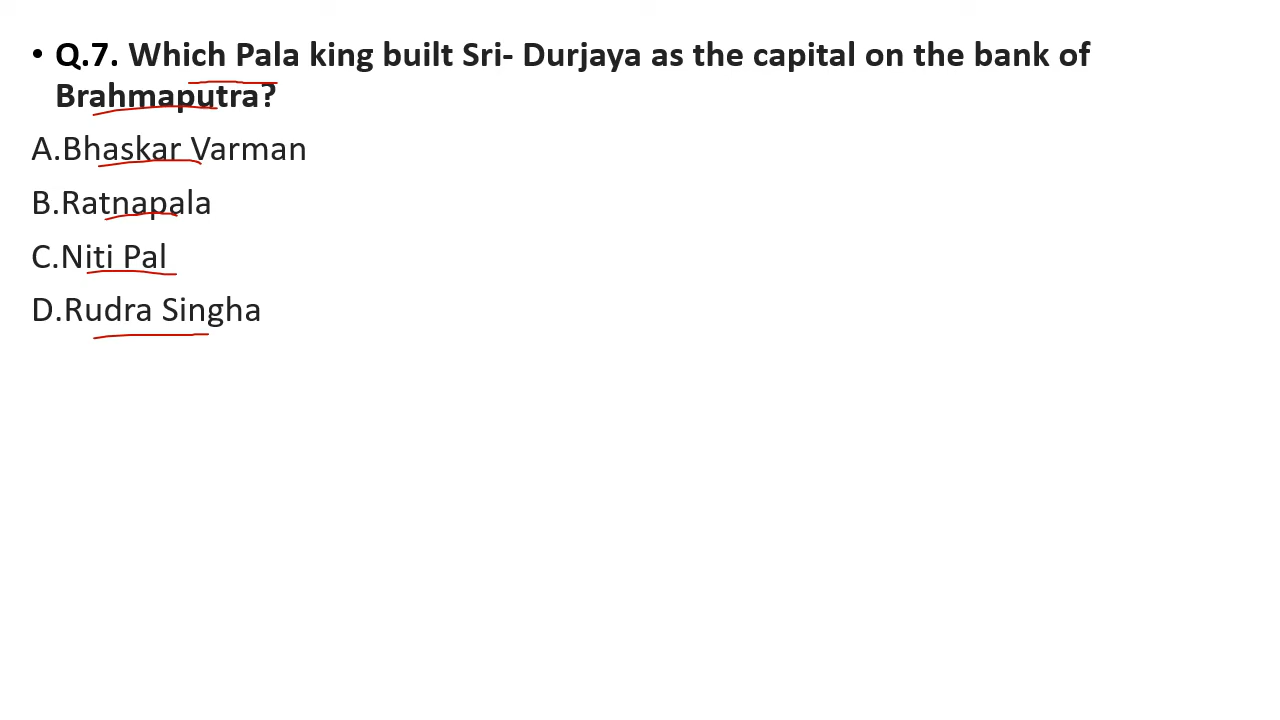 • Q.7. Which Pala king built Sri- Durjaya as the capital on the bank of
Brahmaputra?
A.Bhaskar Varman
B.Ratnapala
C.Niti Pal
D.Rudra Singha